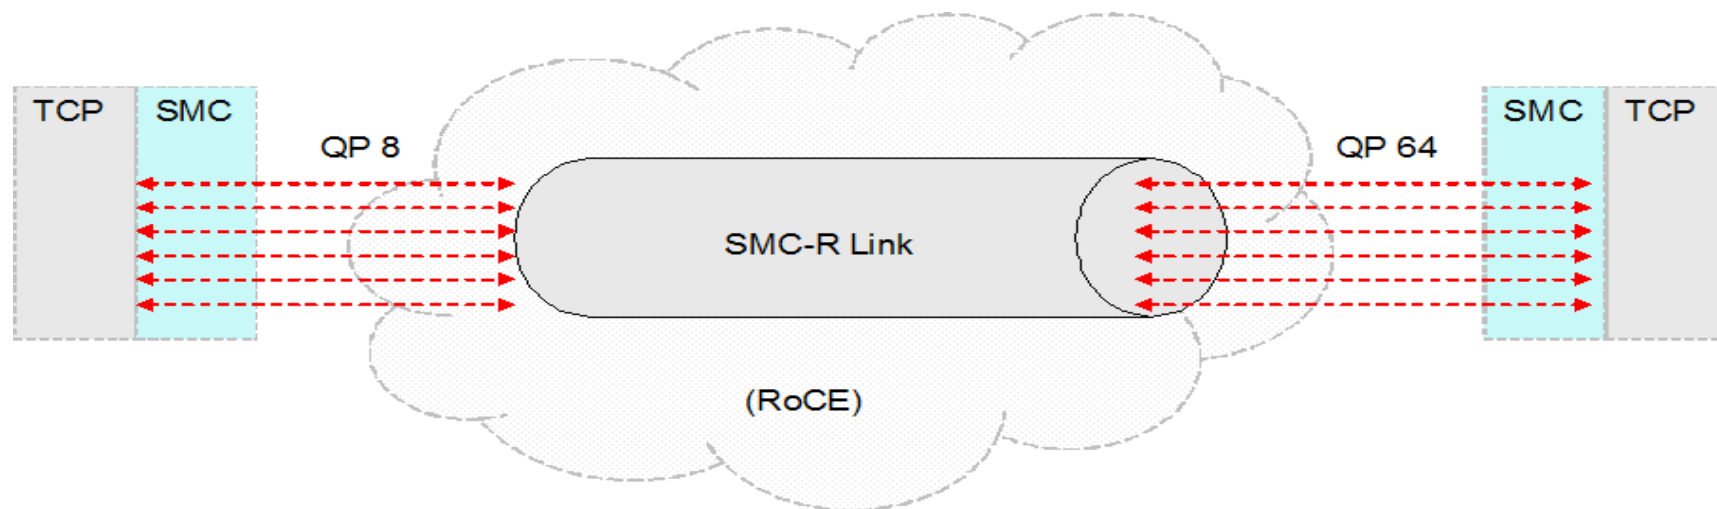 TCP
SMC
QP 8
SMC-R Link
(RoCE)
QP 64
SMC
TCP